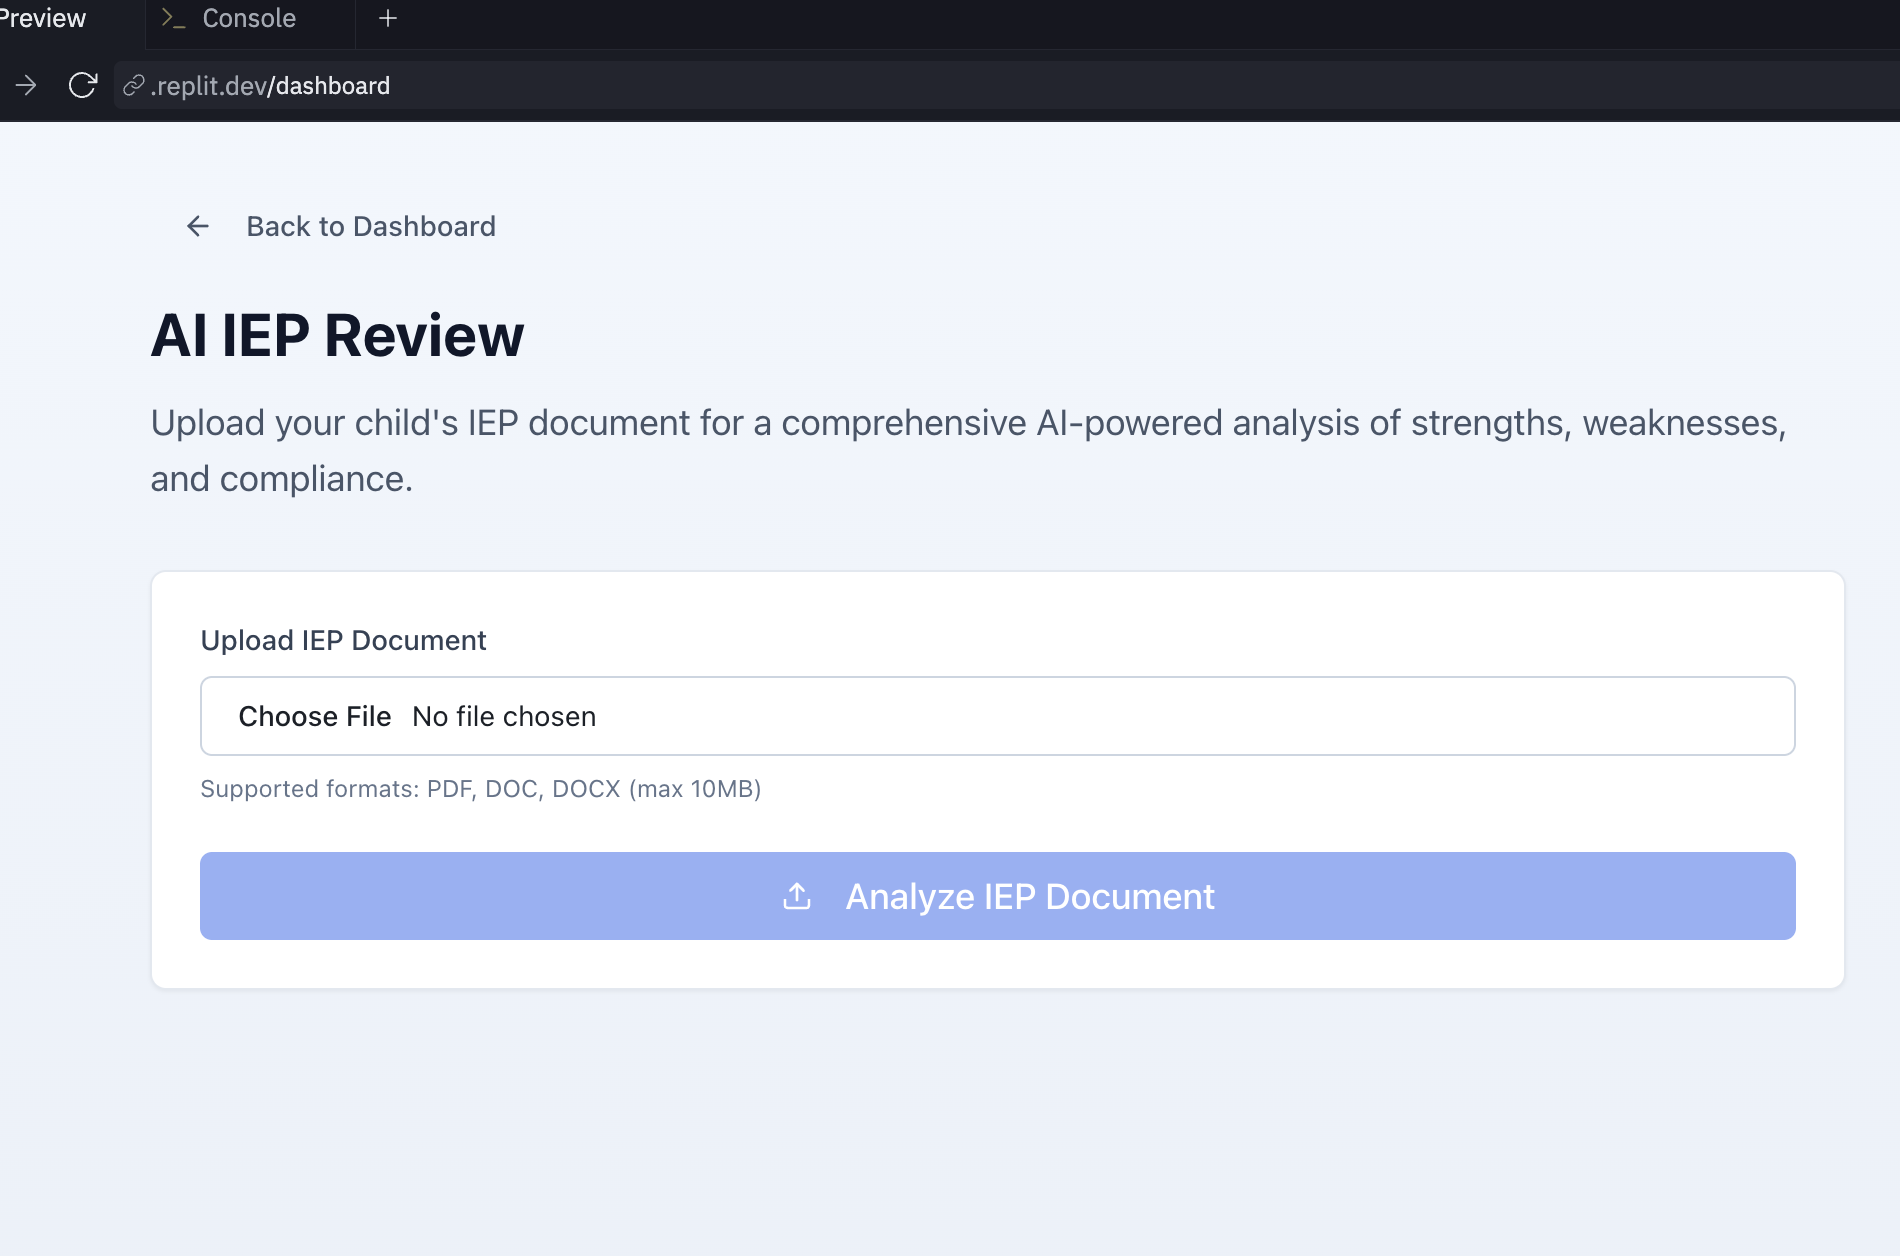 Preview
Console
.replit.dev/dashboard
Back to Dashboard
AI IEP Review
Upload your child's IEP document for a comprehensive AI-powered analysis of strengths, weaknesses,
and compliance.
Upload IEP Document
Choose File No file chosen
Supported formats: PDF, DOC, DOCX (max 10MB)
Analyze IEP Document